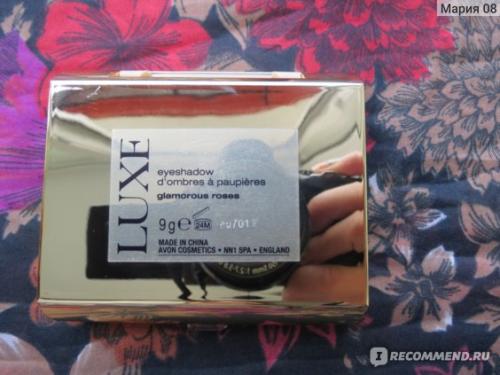 Мария 08
LUXE
eyeshadow
d'ombres à paupières
glamorous roses
9g℮ 24M
MADE IN CHINA
AVON COSMETICS • NN1 5PA • ENGLAND
IRECOMMEND.RU